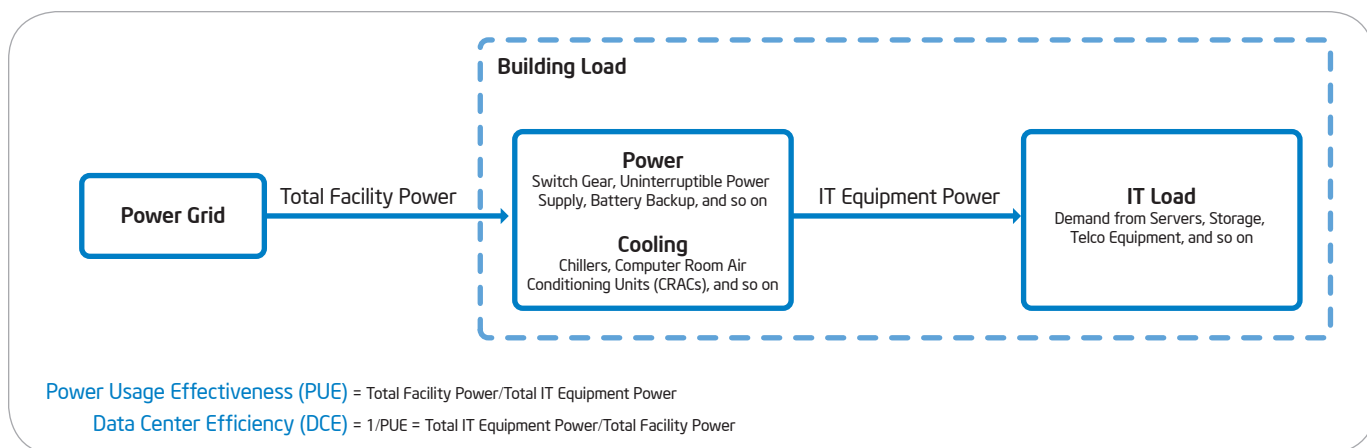 Building Load
Power Grid
Total Facility Power
Power
Switch Gear, Uninterruptible Power
Supply, Battery Backup, and so on
Cooling
Chillers, Computer Room Air
Conditioning Units (CRACs), and so on
IT Equipment Power
IT Load
Demand from Servers, Storage,
Telco Equipment, and so on
Power Usage Effectiveness (PUE) = Total Facility Power/Total IT Equipment Power
Data Center Efficiency (DCE) = 1/PUE = Total IT Equipment Power/Total Facility Power